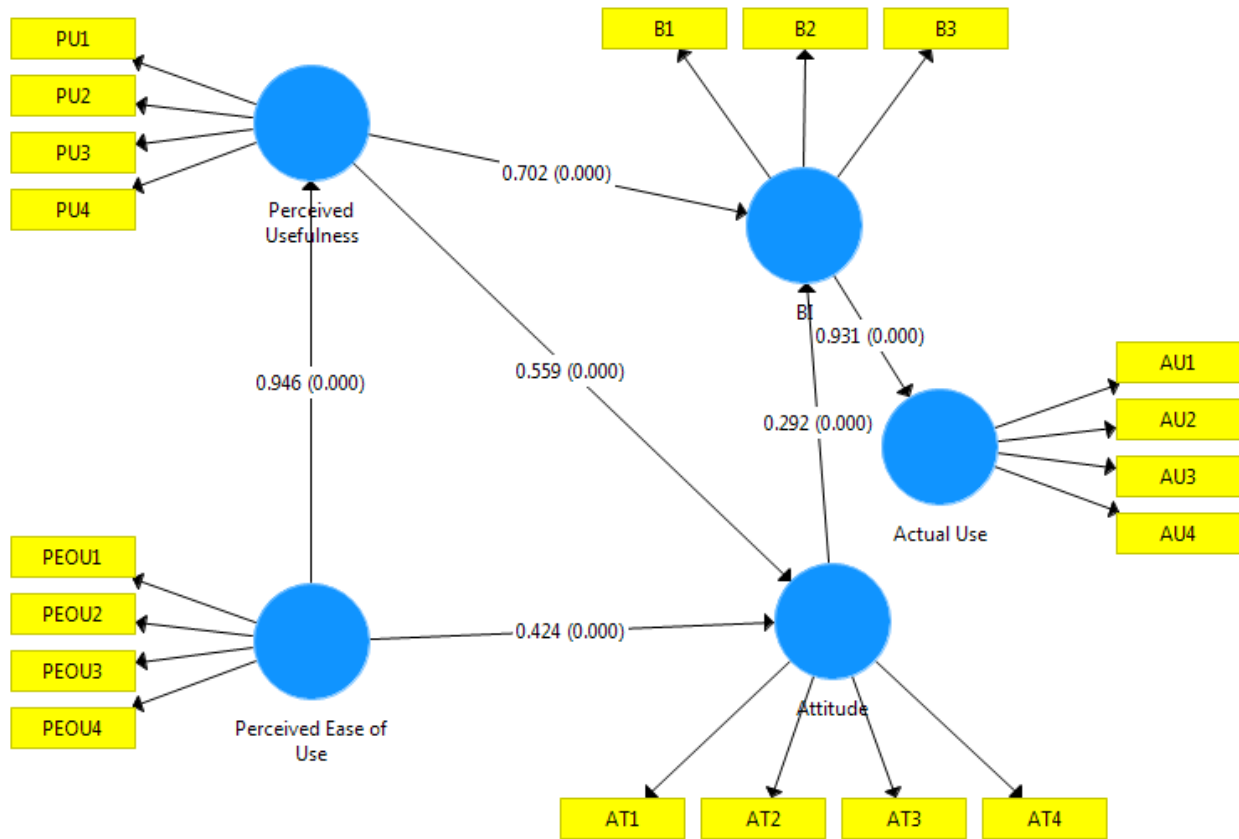 PU1
PU2
PU3
PU4
Perceived
Usefulness
B1
B2
B3
0.702 (0.000)
BI
0.931 (0.000)
0.946 (0.000)
0.559 (0.000)
0.292 (0.000)
AU1
AU2
AU3
AU4
Actual Use
PEOU1
PEOU2
PEOU3
PEOU4
Perceived Ease of
Use
0.424 (0.000)
Attitude
AT1
AT2
AT3
AT4